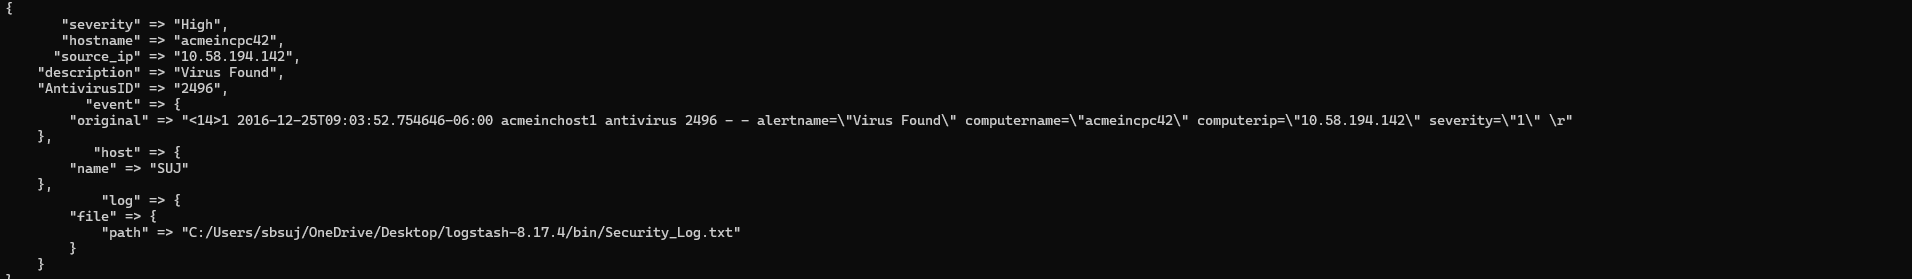 {
"severity" => "High",
"hostname" => "acmeincpc42",
"source_ip" => "10.58.194.142",
"description" => "Virus Found",
"AntivirusID" => "2496",
"event" => {
"original" => "<14>1 2016-12-25T09:03:52.754646-06:00 acmeinchost1 antivirus 2496 - - alertname=\"Virus Found\" computername=\"acmeincpc42\" computerip=\"10.58.194.142\" severity=\"1\" \r"
},
"host" => {
"name" => "SUJ"
},
"log" => {
"file" => {
"path" => "C:/Users/sbsuj/OneDrive/Desktop/logstash-8.17.4/bin/Security_Log.txt"
}
}